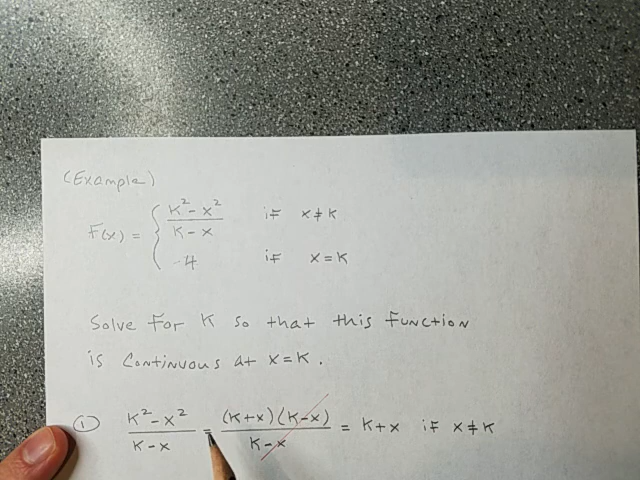 (Example)
F(x) = { K² - x² / K - x if x ≠ K
-4 if x = K
Solve For K so that this Function
is Continuous at x = K.
① K² - x² / K - x = (K+x)(K-x) / K - x = K+x if x ≠ K